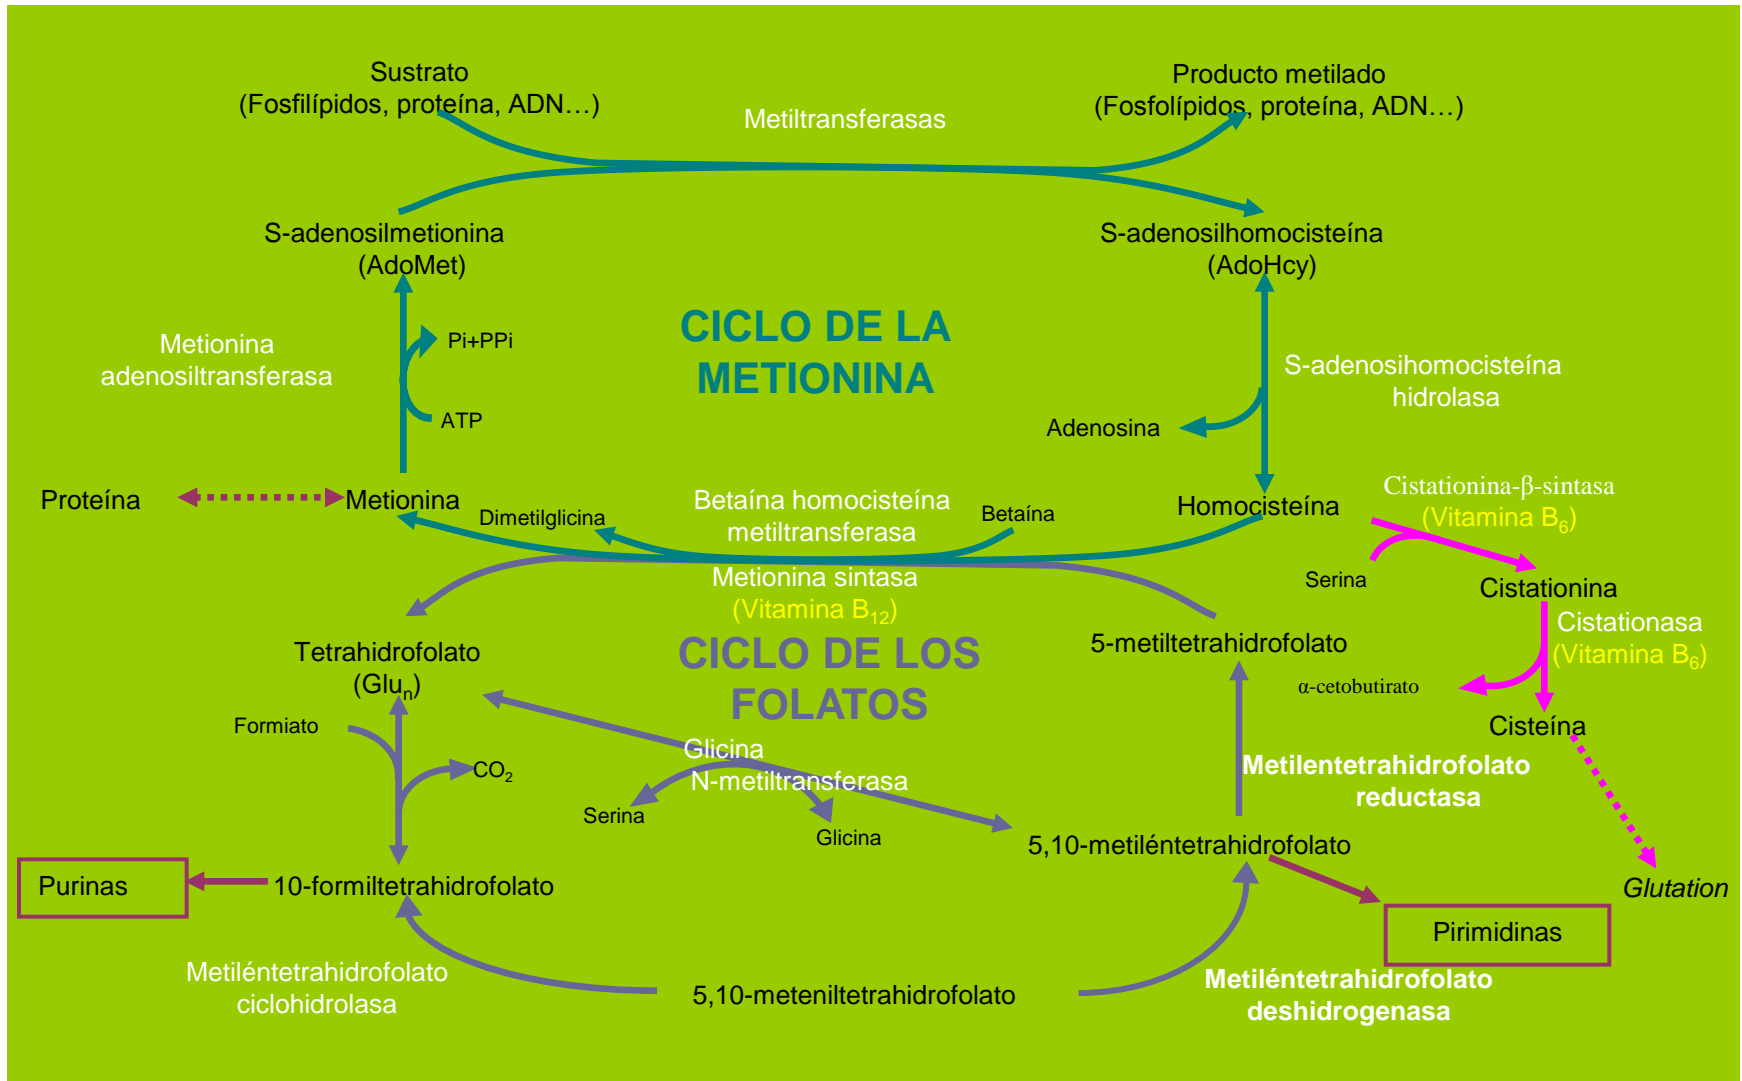 Sustrato
(Fosfilípidos, proteína, ADN…)
Metiltransferasas
Producto metilado
(Fosfolípidos, proteína, ADN…)
S-adenosilmetionina
(AdoMet)
S-adenosilhomocisteína
(AdoHcy)
CICLO DE LA
METIONINA
Metionina
adenosiltransferasa
Pi+PPi
ATP
S-adenosihomocisteína
hidrolasa
Adenosina
Proteína
Metionina
Dimetilglicina
Betaína homocisteína
metiltransferasa
Betaína
Homocisteína
Cistationina-β-sintasa
(Vitamina B6)
Metionina sintasa
(Vitamina B12)
Serina
Cistationina
Cistationasa
(Vitamina B6)
α-cetobutirato
Cisteína
Glutation
CICLO DE LOS
FOLATOS
Tetrahidrofolato
(Glun)
5-metiltetrahidrofolato
Formiato
CO2
Glicina
N-metiltransferasa
Serina
Glicina
Metilentetrahidrofolato
reductasa
5,10-metiléntetrahidrofolato
Purinas
10-formiltetrahidrofolato
Pirimidinas
Metiléntetrahidrofolato
ciclohidrolasa
5,10-meteniltetrahidrofolato
Metiléntetrahidrofolato
deshidrogenasa